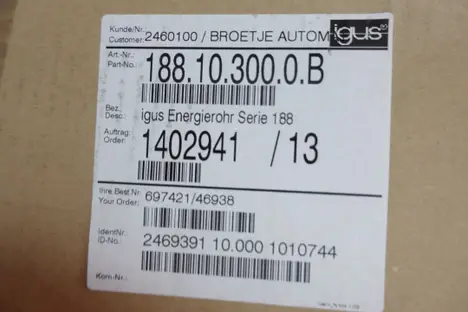 Kunde/Nr.
Customer: 2460100 / BROETJE AUTOM
igus
Art.-Nr.:
Part-No.: 188.10.300.0.B
Bez.:
Desc.: igus Energierohr Serie 188
Auftrag:
Order: 1402941 / 13
Ihre Best.Nr
Your Order: 697421/46938
IdentNr.:
ID-No.: 2469391 10.000 1010744
Kom.-Nr.: